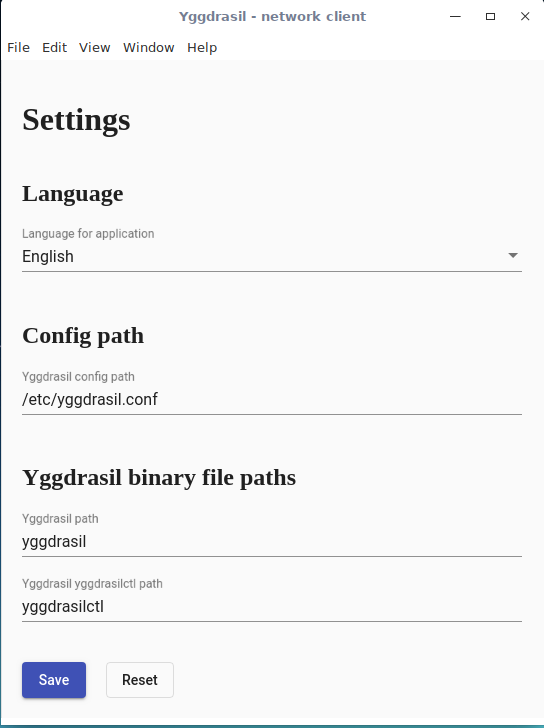 Yggdrasil - network client
File Edit View Window Help
Settings
Language
Language for application
English
Config path
Yggdrasil config path
/etc/yggdrasil.conf
Yggdrasil binary file paths
Yggdrasil path
yggdrasil
Yggdrasil yggdrasilctl path
yggdrasilctl
Save Reset